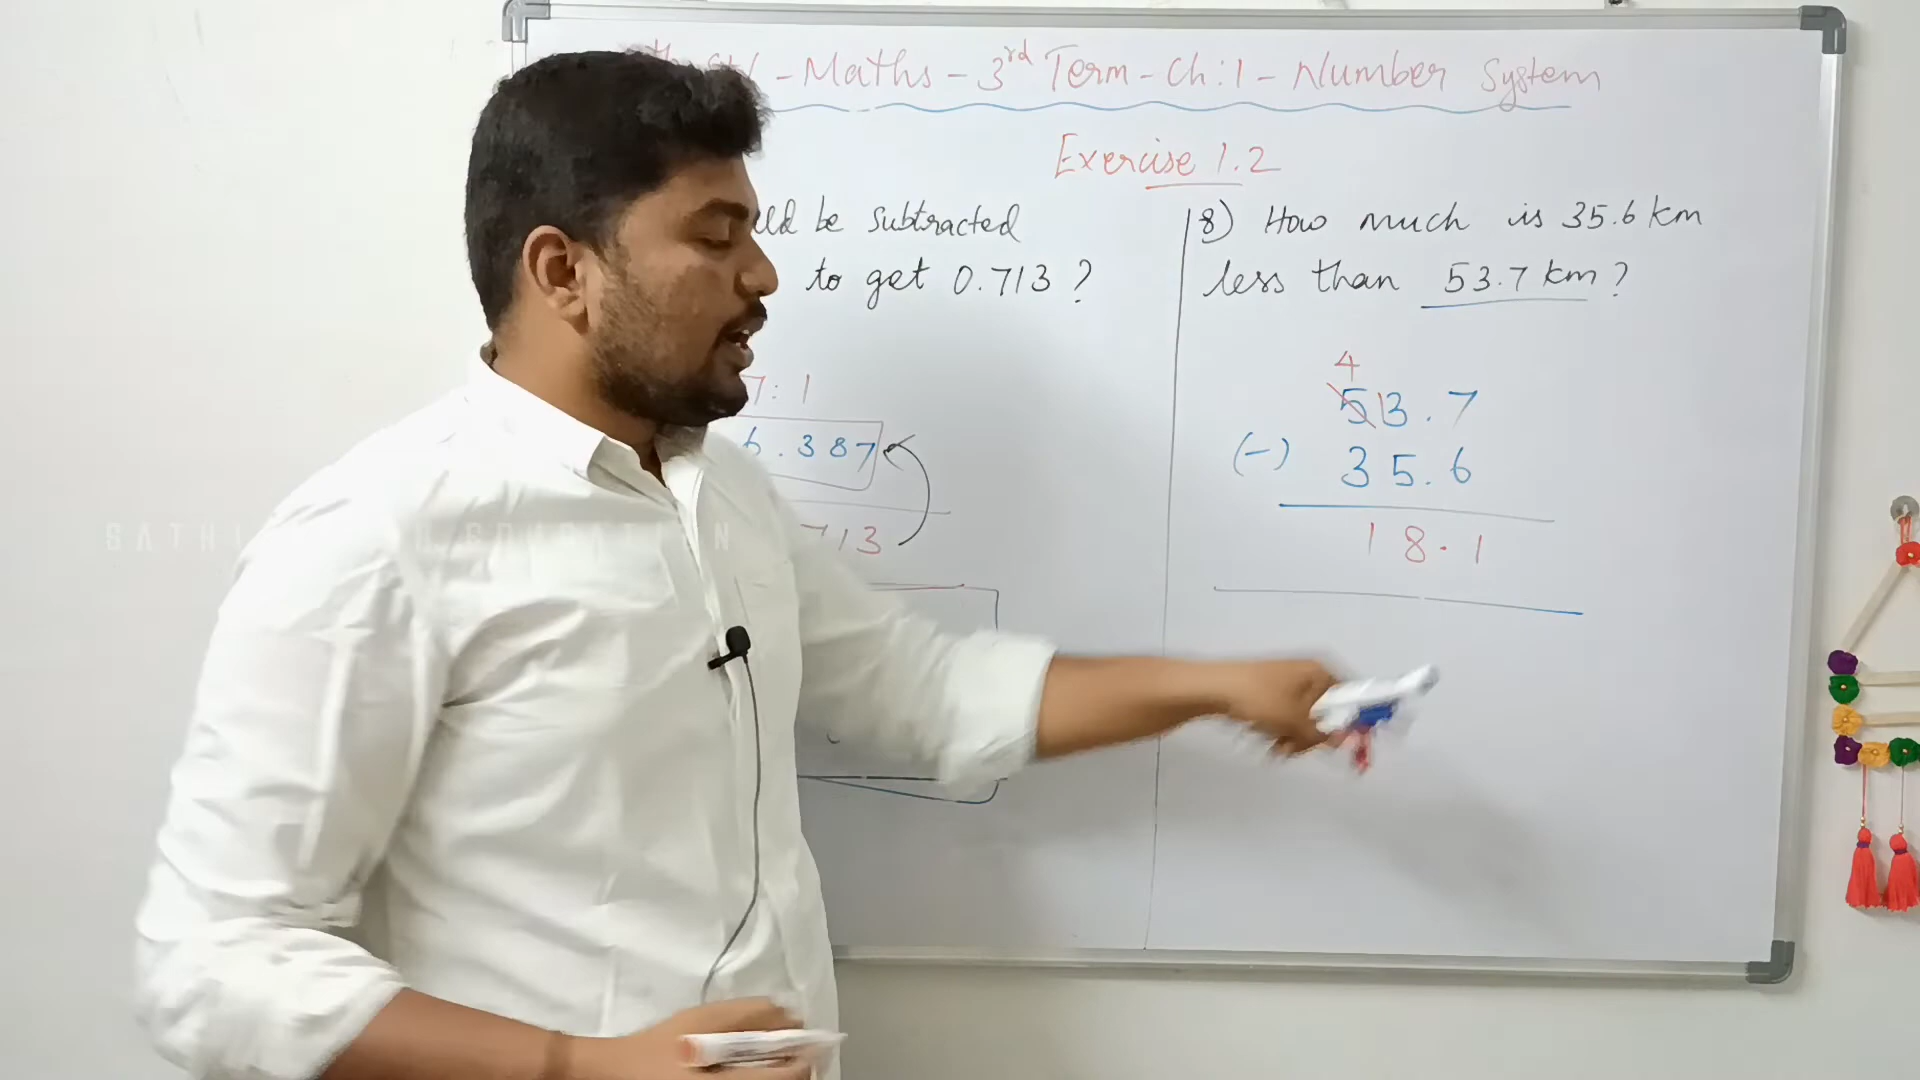 - Maths - 3rd Term - Ch:1 - Number System
Exercise 1.2
be subtracted
to get 0.713 ?
7:1
6.387
713
8) How much is 35.6 km
less than 53.7 km?
4
53.7
(-) 35.6
18.1